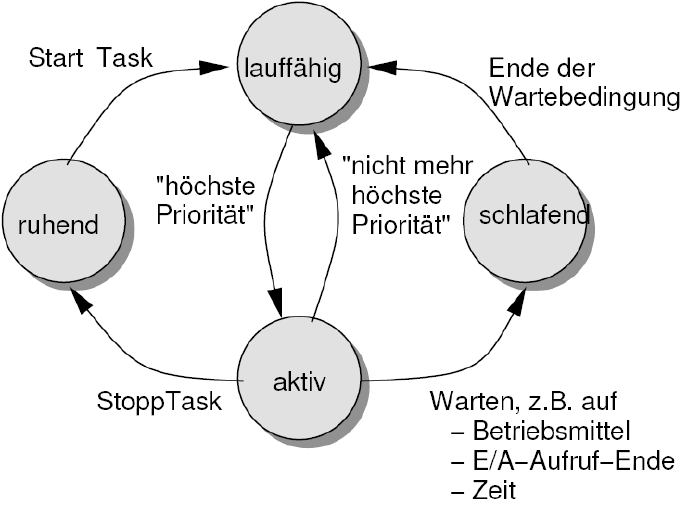 lauffähig
Start Task
Ende der
Wartebedingung
"höchste
Priorität"
"nicht mehr
höchste
Priorität"
ruhend
schlafend
aktiv
StoppTask
Warten, z.B. auf
– Betriebsmittel
– E/A–Aufruf–Ende
– Zeit